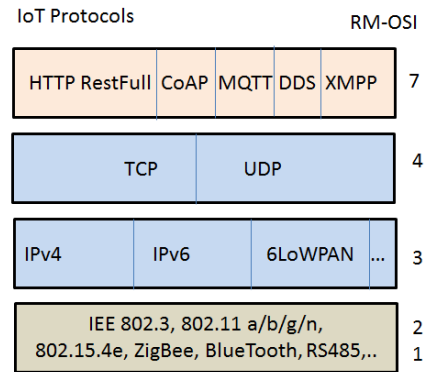 IoT Protocols
RM-OSI
HTTP RestFull CoAP MQTT DDS XMPP 7
TCP UDP 4
IPv4 IPv6 6LoWPAN ... 3
IEE 802.3, 802.11 a/b/g/n, 2
802.15.4e, ZigBee, BlueTooth, RS485,.. 1